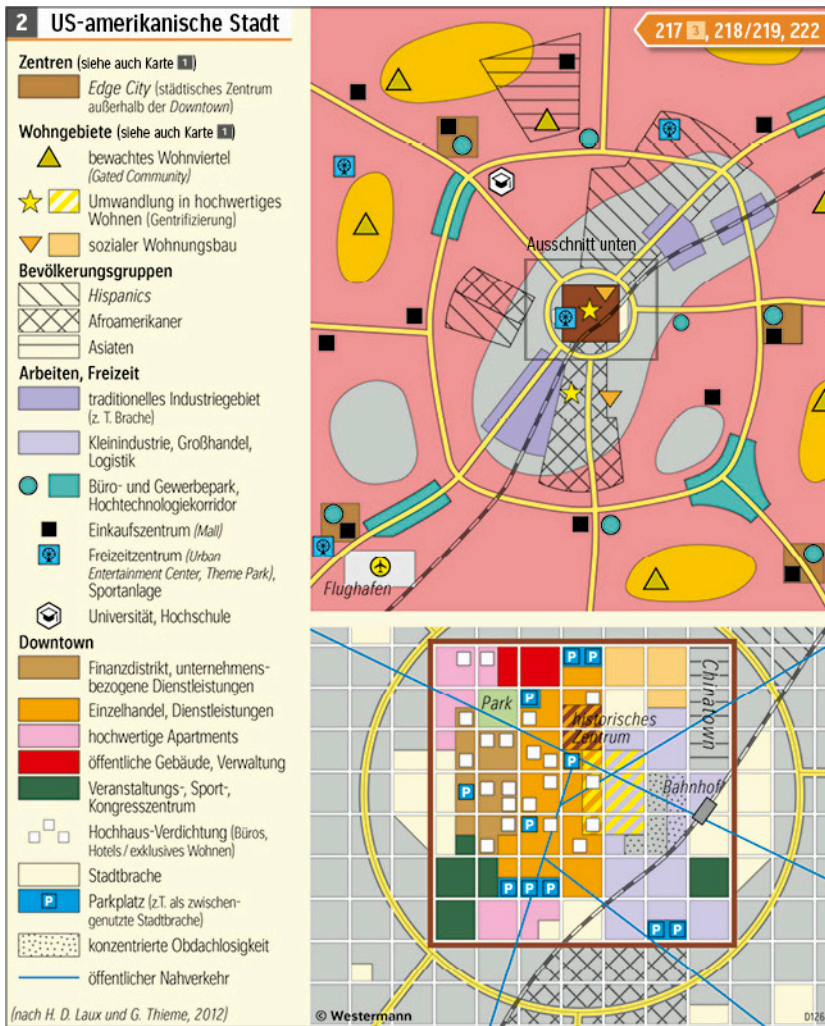 2 US-amerikanische Stadt
Zentren (siehe auch Karte 1)
Edge City (städtisches Zentrum
außerhalb der Downtown)
Wohngebiete (siehe auch Karte 1)
bewachtes Wohnviertel
(Gated Community)
Umwandlung in hochwertiges
Wohnen (Gentrifizierung)
sozialer Wohnungsbau
Bevölkerungsgruppen
Hispanics
Afroamerikaner
Asiaten
Arbeiten, Freizeit
traditionelles Industriegebiet
(z. T. Brache)
Kleinindustrie, Großhandel,
Logistik
Büro- und Gewerbepark,
Hochtechnologiekorridor
Einkaufszentrum (Mall)
Freizeitzentrum (Urban
Entertainment Center, Theme Park),
Sportanlage
Universität, Hochschule
Downtown
Finanzdistrikt, unternehmens-
bezogene Dienstleistungen
Einzelhandel, Dienstleistungen
hochwertige Apartments
öffentliche Gebäude, Verwaltung
Veranstaltungs-, Sport-,
Kongresszentrum
Hochhaus-Verdichtung (Büros,
Hotels / exklusives Wohnen)
Stadtbrache
P Parkplatz (z.T. als zwischen-
genutzte Stadtbrache)
konzentrierte Obdachlosigkeit
öffentlicher Nahverkehr
(nach H. D. Laux und G. Thieme, 2012)
217 3, 218/219, 222
Ausschnitt unten
Flughafen
P P
Chinatown
Park
P
historisches
Zentrum
P
Bahnhof
P
P
P P P
P P
© Westermann
D126